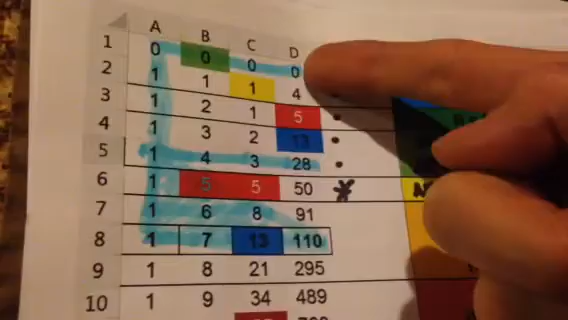 A B C D
1 0 0 0 0
2 1 1 1 4
3 1 2 1 5
4 1 3 2 13
5 1 4 3 28
6 1 5 5 50
7 1 6 8 91
8 1 7 13 110
9 1 8 21 295
10 1 9 34 489